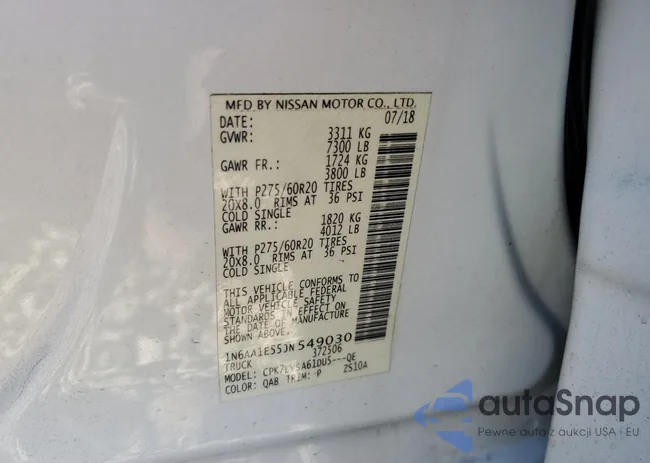 MFD BY NISSAN MOTOR CO., LTD.
DATE: 07/18
GVWR: 3311 KG
7300 LB
GAWR FR.: 1724 KG
3800 LB
WITH P275/60R20 TIRES
20X8.0 RIMS AT 36 PSI
COLD SINGLE
GAWR RR.: 1820 KG
4012 LB
WITH P275/60R20 TIRES
20X8.0 RIMS AT 36 PSI
COLD SINGLE
THIS VEHICLE CONFORMS TO
ALL APPLICABLE FEDERAL
MOTOR VEHICLE SAFETY
STANDARDS IN EFFECT ON
THE DATE OF MANUFACTURE
SHOWN ABOVE.
549030
TRUCK 372506
MODEL: ZS10A
COLOR: QAB TRIM: P
autoSnap
Pewne auto z aukcji USA i EU